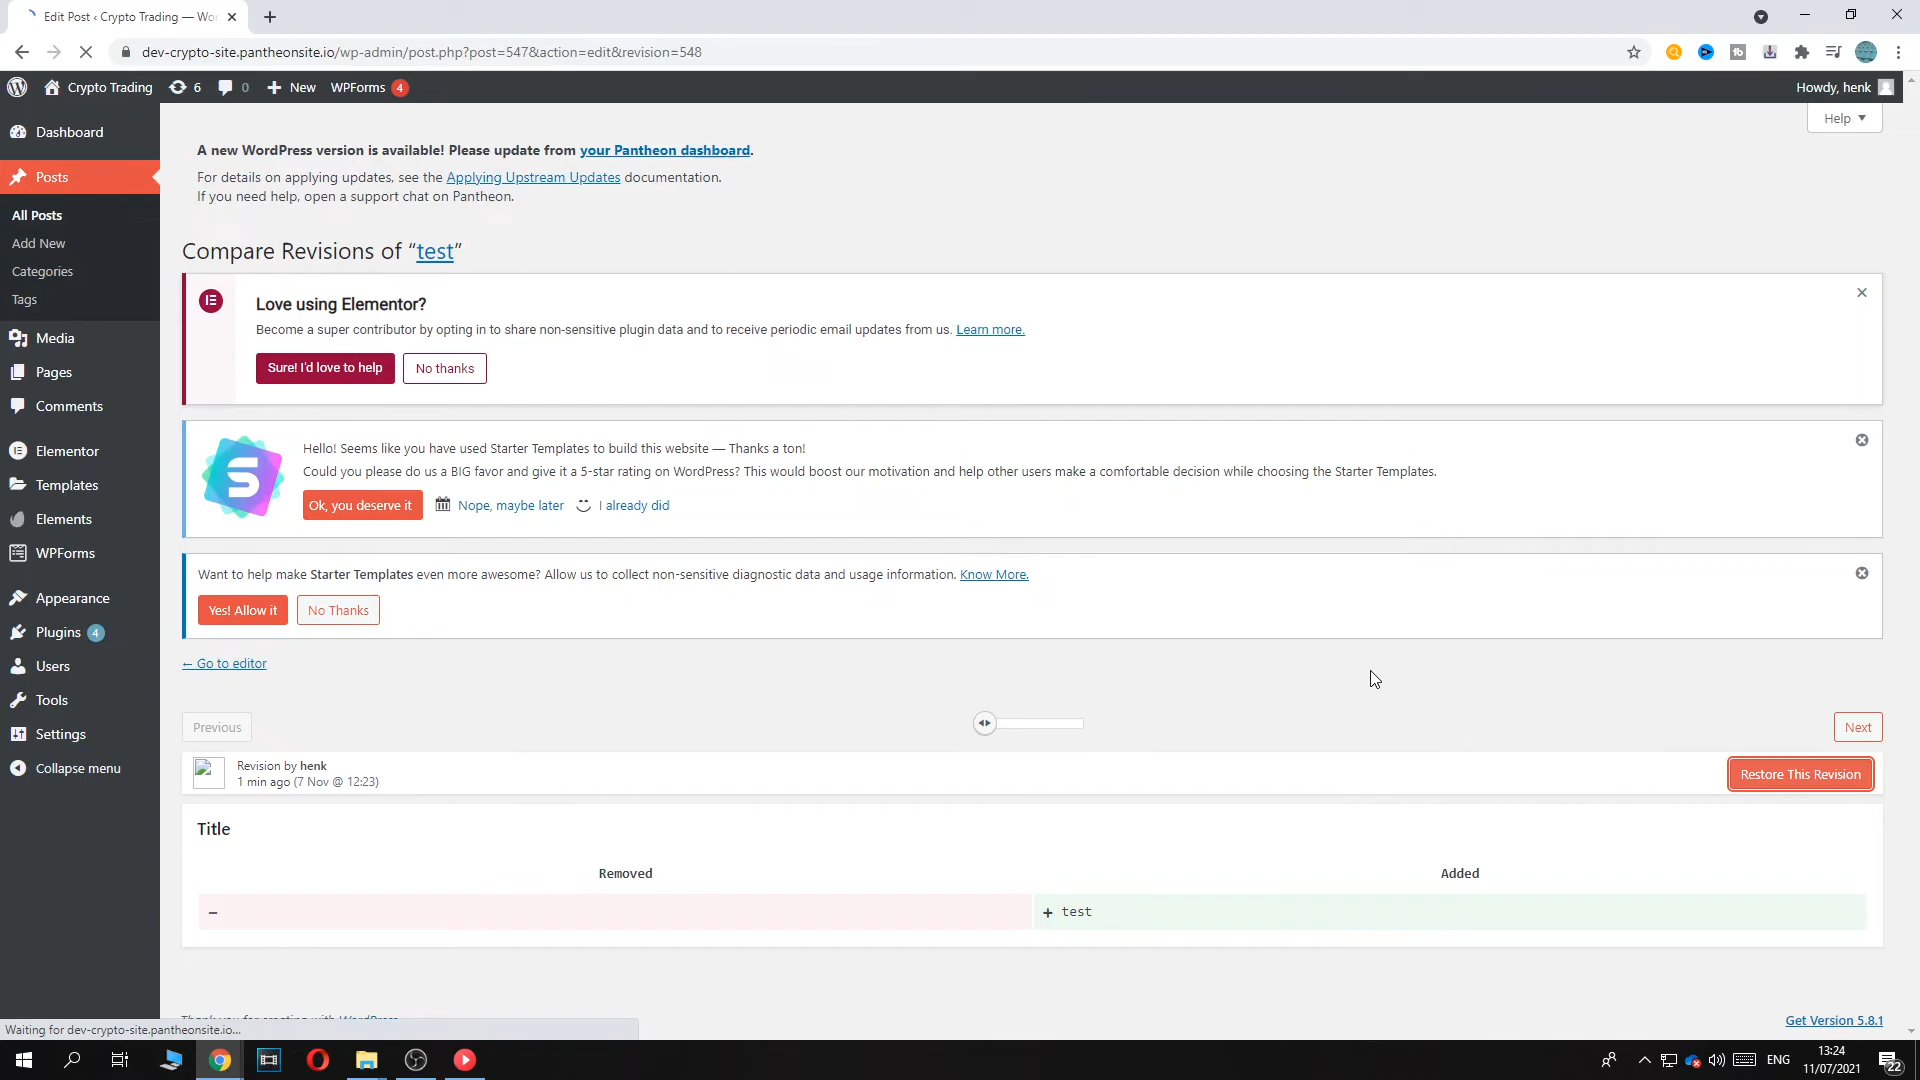 Edit Post ‹ Crypto Trading — Wor
dev-crypto-site.pantheonsite.io/wp-admin/post.php?post=547&action=edit&revision=548
Crypto Trading 6 0 New WPForms 4
Howdy, henk
Help
Dashboard
Posts
All Posts
Add New
Categories
Tags
Media
Pages
Comments
Elementor
Templates
Elements
WPForms
Appearance
Plugins 4
Users
Tools
Settings
Collapse menu
A new WordPress version is available! Please update from your Pantheon dashboard.
For details on applying updates, see the Applying Upstream Updates documentation.
If you need help, open a support chat on Pantheon.
Compare Revisions of “test”
Love using Elementor?
Become a super contributor by opting in to share non-sensitive plugin data and to receive periodic email updates from us. Learn more.
Sure! I'd love to help No thanks
Hello! Seems like you have used Starter Templates to build this website — Thanks a ton!
Could you please do us a BIG favor and give it a 5-star rating on WordPress? This would boost our motivation and help other users make a comfortable decision while choosing the Starter Templates.
Ok, you deserve it Nope, maybe later I already did
Want to help make Starter Templates even more awesome? Allow us to collect non-sensitive diagnostic data and usage information. Know More.
Yes! Allow it No Thanks
← Go to editor
Previous
Next
Revision by henk
1 min ago (7 Nov @ 12:23)
Restore This Revision
Title
Removed Added
− + test
Thank you for creating with WordPress
Get Version 5.8.1
Waiting for dev-crypto-site.pantheonsite.io...
ENG
13:24
11/07/2021
22